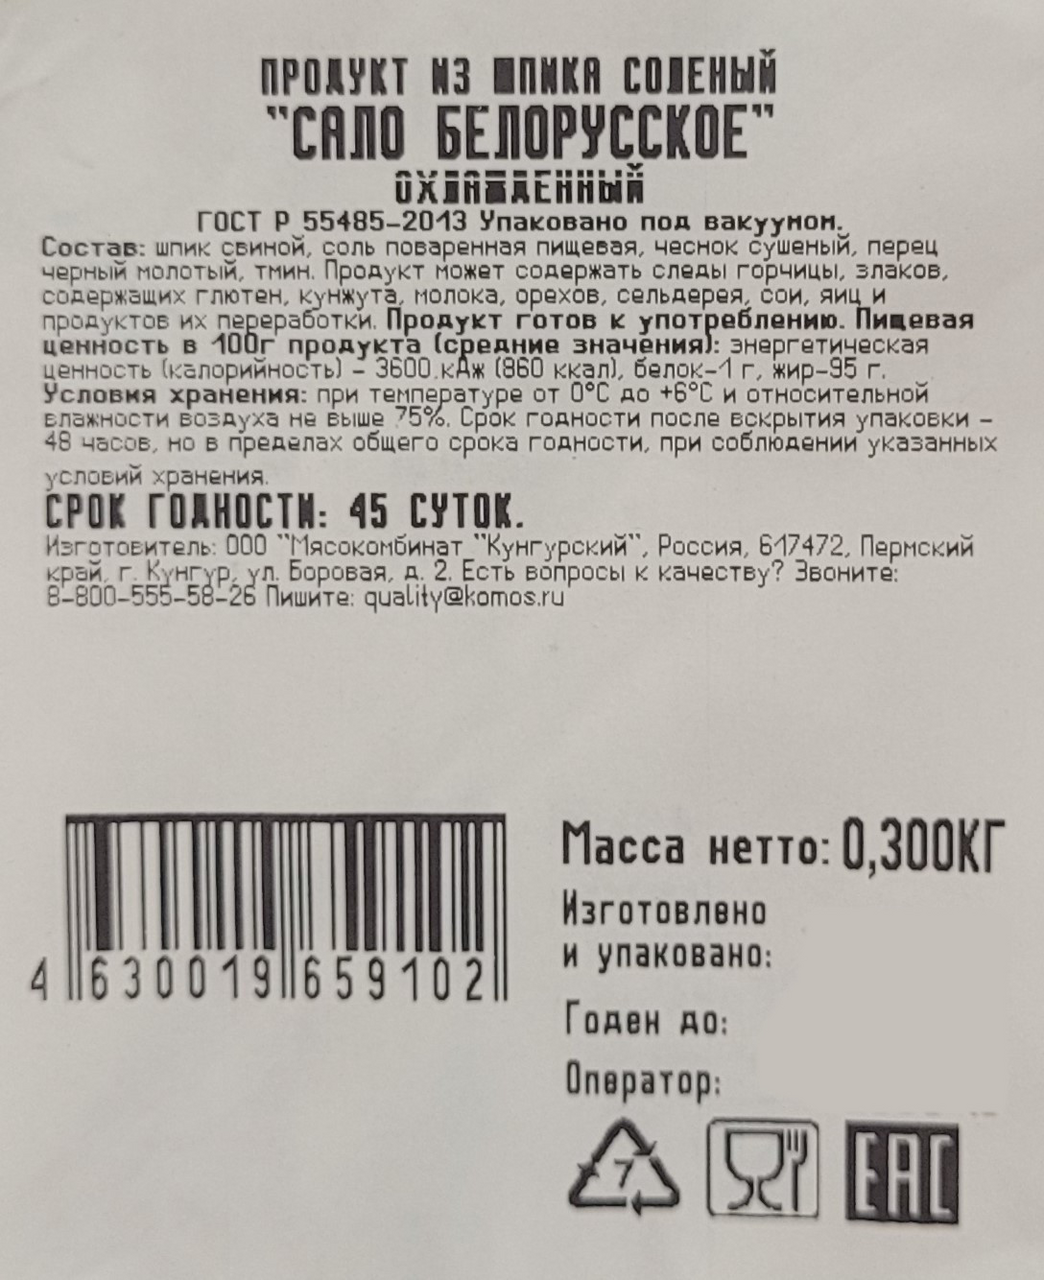 ПРОДУКТ ИЗ ШПИКА СОЛЕНЫЙ
"САЛО БЕЛОРУССКОЕ"
ОХЛАЖДЕННЫЙ
ГОСТ Р 55485-2013 Упаковано под вакуумом.
Состав: шпик свиной, соль поваренная пищевая, чеснок сушеный, перец
черный молотый, тмин. Продукт может содержать следы горчицы, злаков,
содержащих глютен, кунжута, молока, орехов, сельдерея, сои, яиц и
продуктов их переработки. Продукт готов к употреблению. Пищевая
ценность в 100г продукта (средние значения): энергетическая
ценность (калорийность) - 3600 кДж (860 ккал), белок-1 г, жир-95 г.
Условия хранения: при температуре от 0°С до +6°С и относительной
влажности воздуха не выше 75%. Срок годности после вскрытия упаковки -
48 часов, но в пределах общего срока годности, при соблюдении указанных
условий хранения.
СРОК ГОДНОСТИ: 45 СУТОК.
Изготовитель: ООО "Мясокомбинат "Кунгурский", Россия, 617472, Пермский
край, г. Кунгур, ул. Боровая, д. 2. Есть вопросы к качеству? Звоните:
8-800-555-58-26 Пишите: quality@komos.ru
Масса нетто: 0,300КГ
Изготовлено
и упаковано:
4 630019 659102
Годен до:
Оператор:
7
EAC